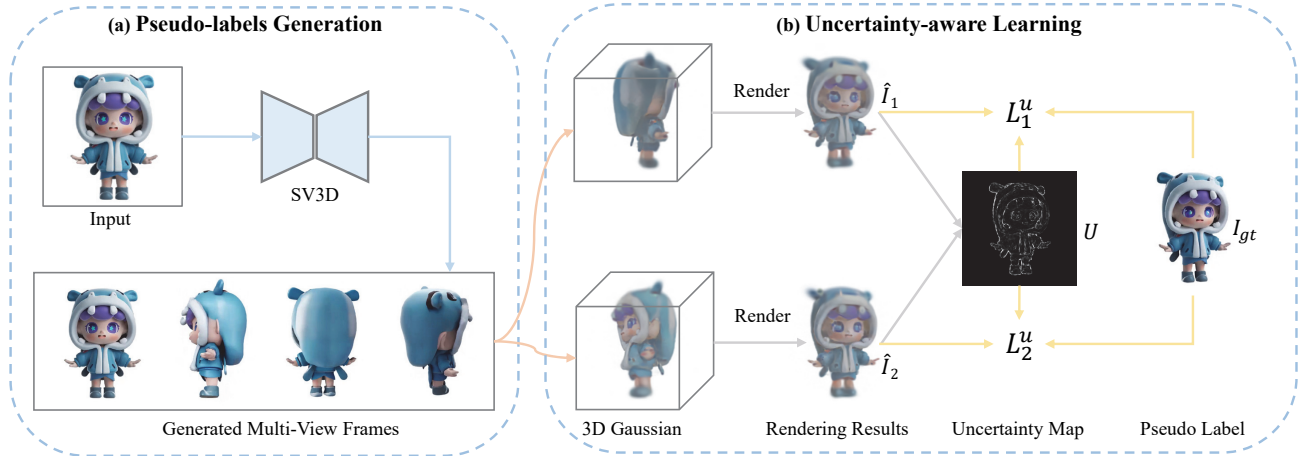 (a) Pseudo-labels Generation
Input
SV3D
Generated Multi-View Frames
(b) Uncertainty-aware Learning
Render
Î₁
L₁ᵘ
U
I_gt
Render
Î₂
L₂ᵘ
3D Gaussian
Rendering Results
Uncertainty Map
Pseudo Label